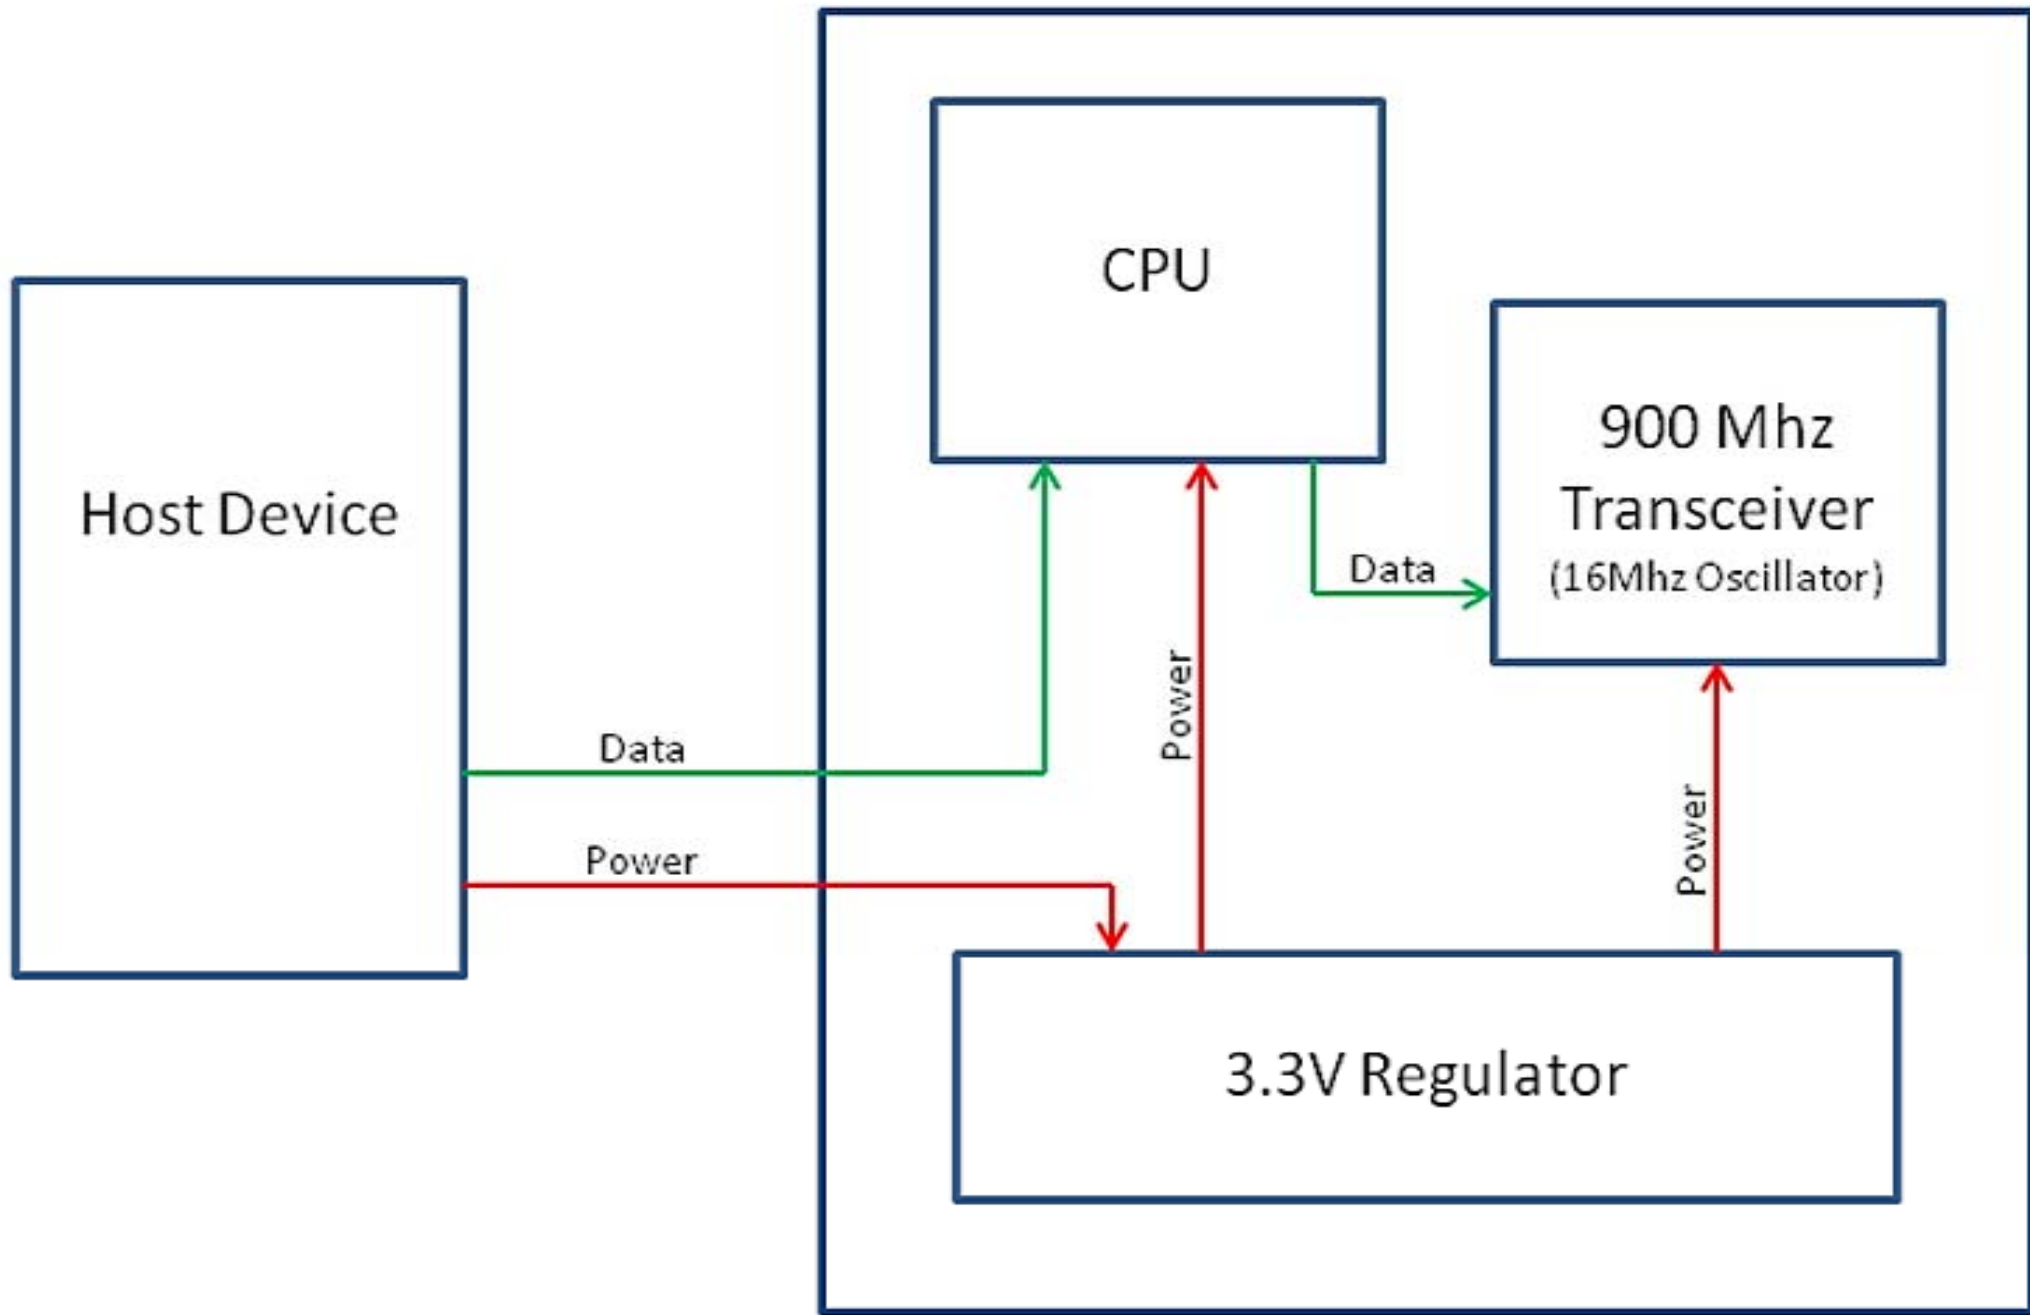 CPU
900 Mhz
Transceiver
(16Mhz Oscillator)
Host Device
Data
Power
Data
Power
Power
3.3V Regulator